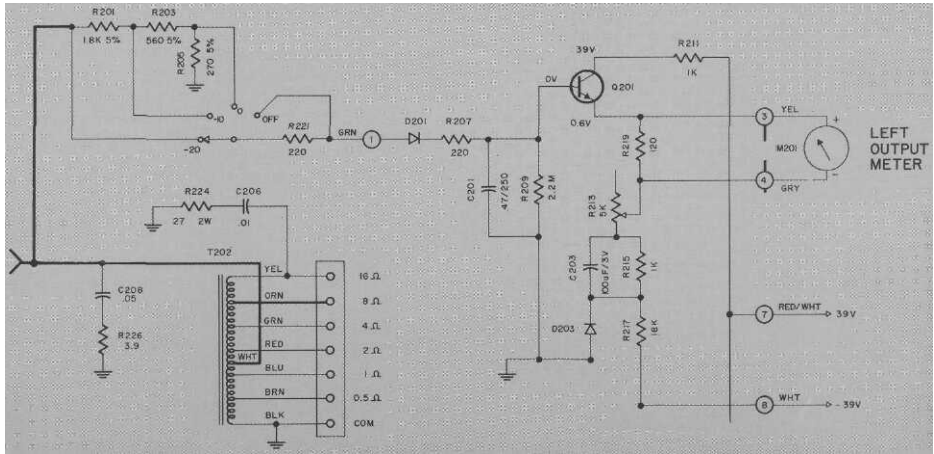 R201
1.8K 5%
R203
560 5%
R205
270 5%
-10
0
OFF
-20
R221
220
GRN
1
D201
R207
220
C201
.47/250
R209
2.2 M
0V
39V
Q201
0.6V
R211
1K
R219
120
3
YEL
+
M201
-
4
GRY
LEFT
OUTPUT
METER
R213
5K
C203
100uF/3V
R215
1K
D203
R217
18K
7
RED/WHT
39V
8
WHT
-39V
R224
27 2W
C206
.01
T202
C208
.05
R226
3.9
YEL
16 Ω
ORN
8 Ω
GRN
4 Ω
RED
2 Ω
WHT
BLU
1 Ω
BRN
0.5 Ω
BLK
COM